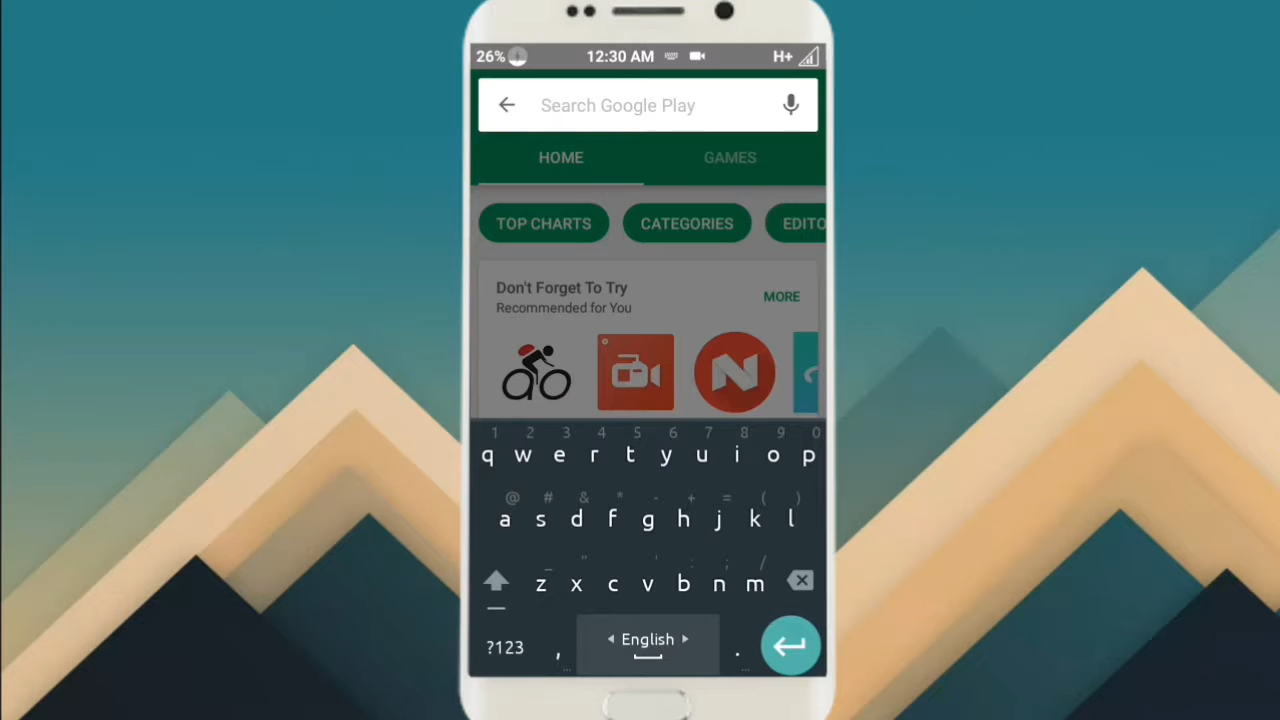 26% 12:30 AM H+
Search Google Play
HOME GAMES
TOP CHARTS CATEGORIES EDITO
Don't Forget To Try
Recommended for You
MORE
N
1 2 3 4 5 6 7 8 9 0
q w e r t y u i o p
@ # & * - + = ( )
a s d f g h j k l
_ " ' : ; /
z x c v b n m
?123 , English .